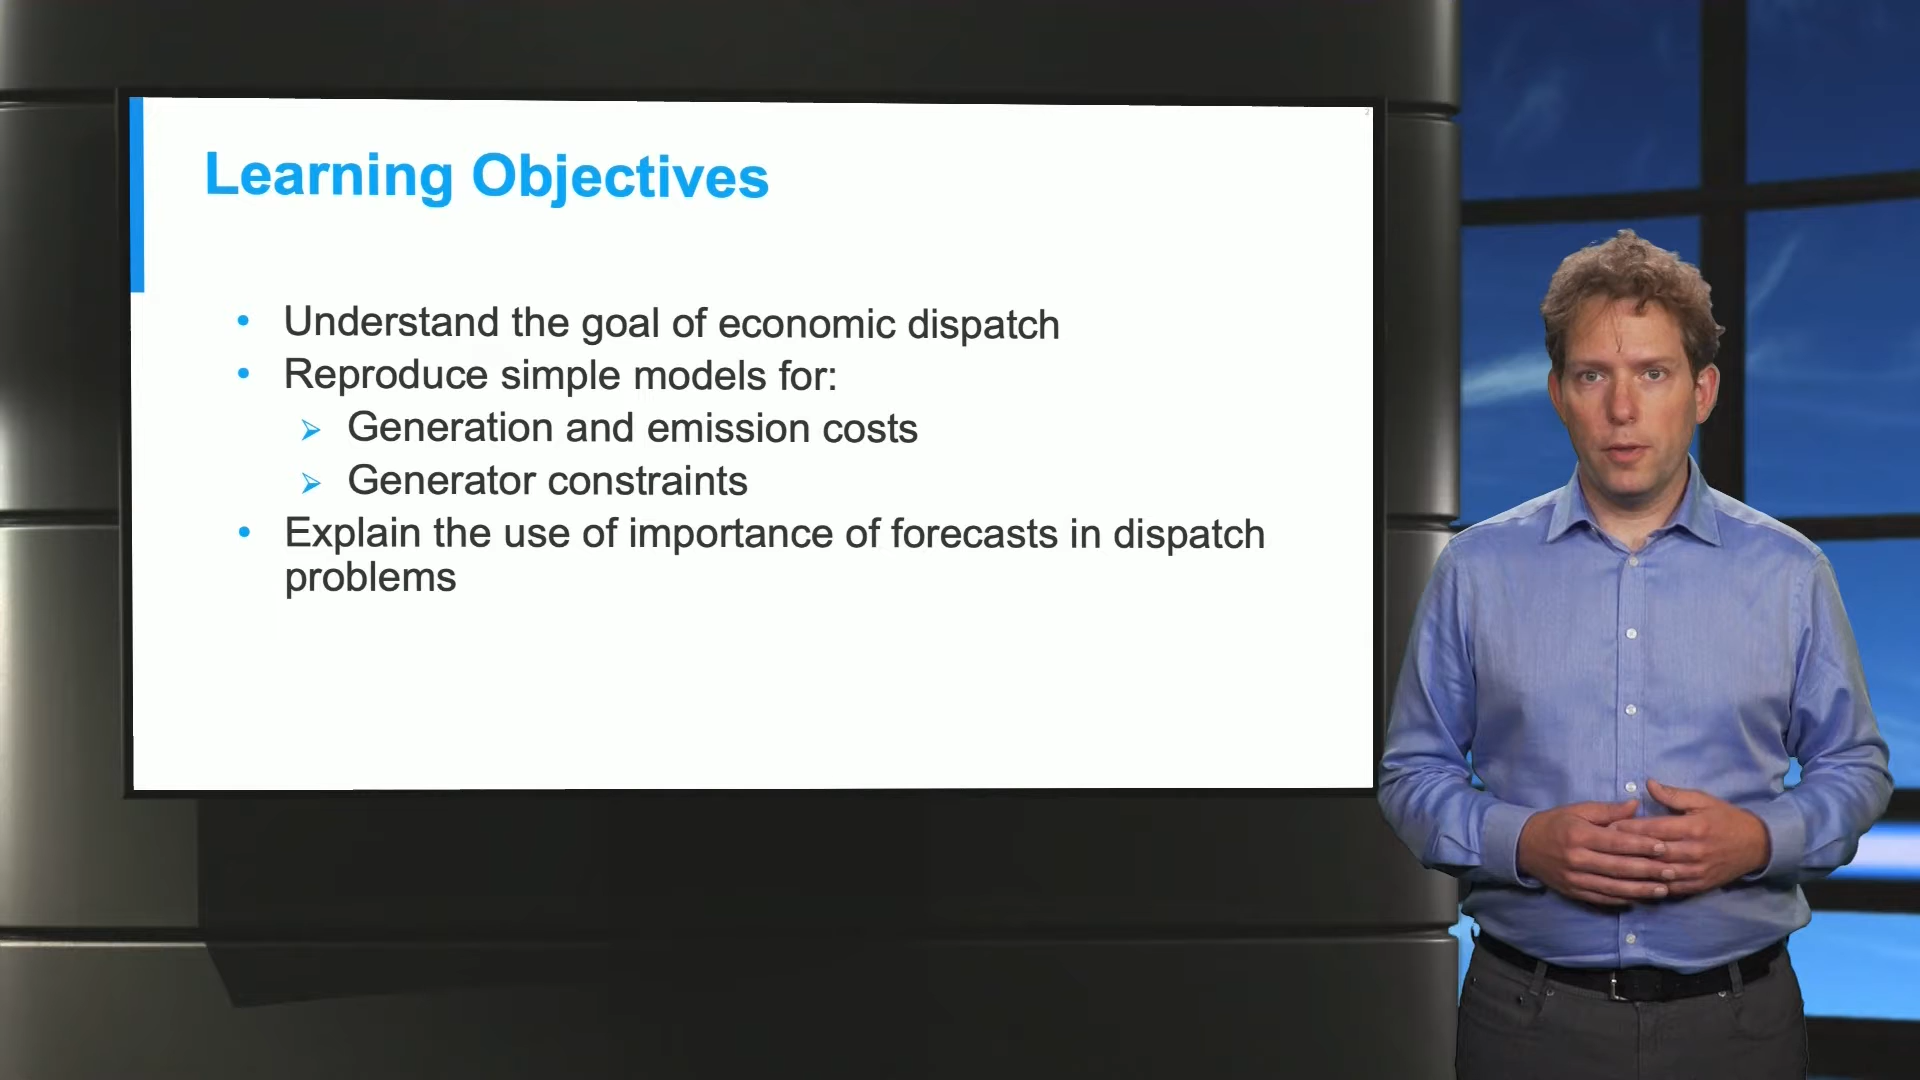 2
Learning Objectives
• Understand the goal of economic dispatch
• Reproduce simple models for:
➢ Generation and emission costs
➢ Generator constraints
• Explain the use of importance of forecasts in dispatch
problems